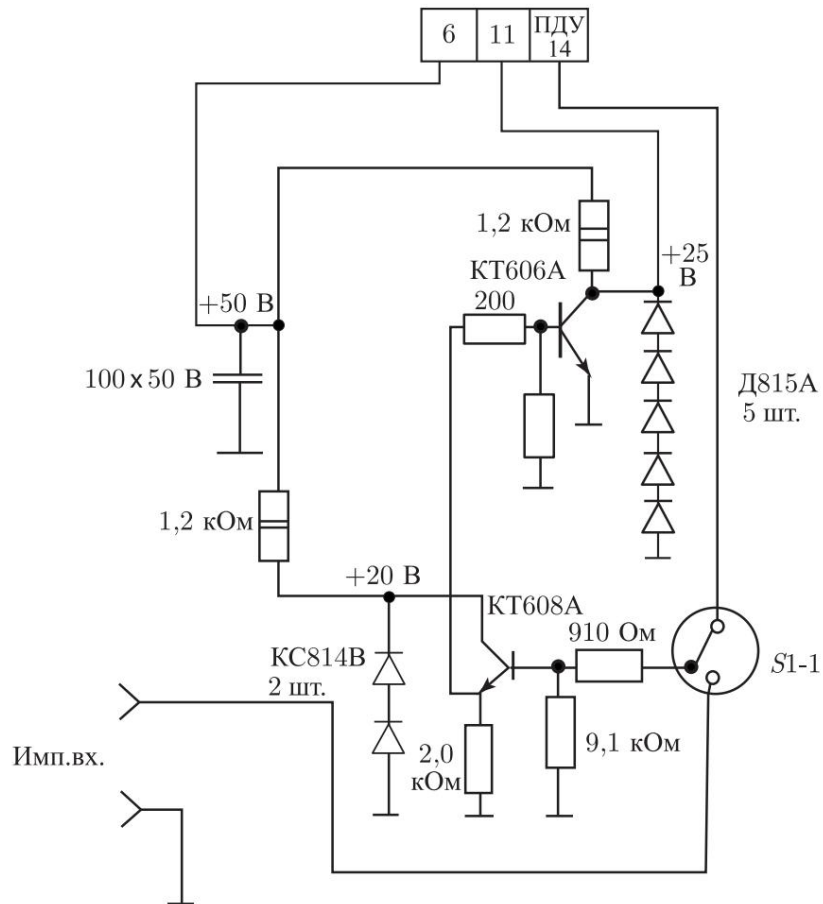 6
11
ПДУ
14
1,2 кОм
+25
В
КТ606А
200
+50 В
100 x 50 В
Д815А
5 шт.
1,2 кОм
+20 В
КТ608А
910 Ом
КС814В
2 шт.
S1-1
2,0
кОм
9,1 кОм
Имп.вх.